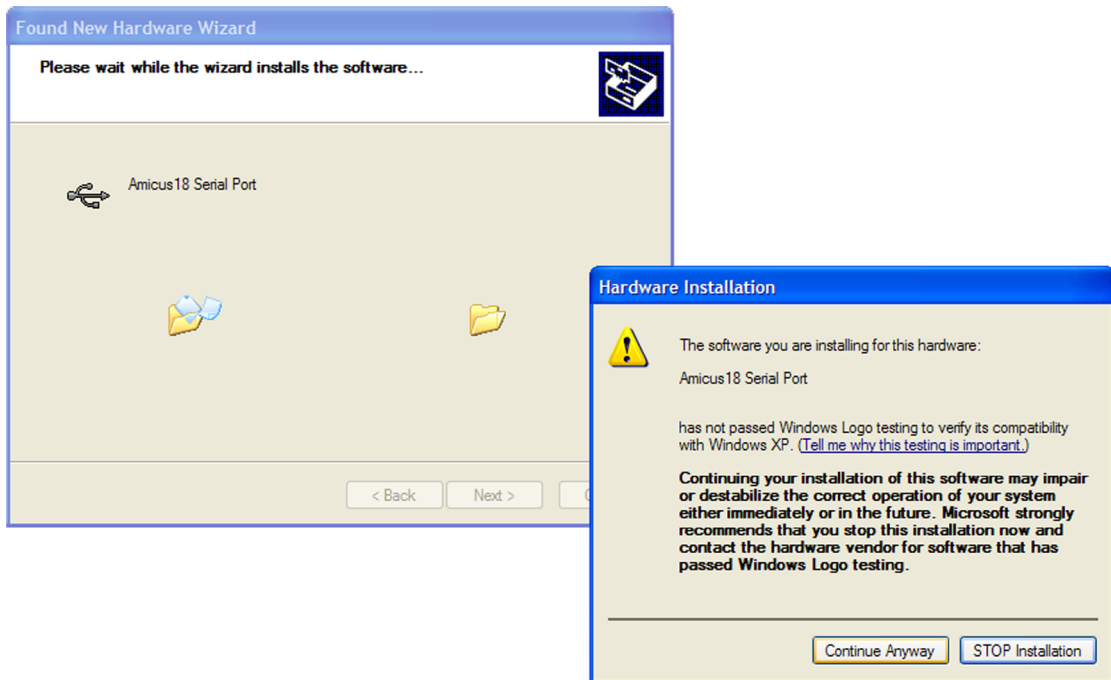 Found New Hardware Wizard
Please wait while the wizard installs the software...
Amicus18 Serial Port
< Back
Next >
Hardware Installation
The software you are installing for this hardware:
Amicus18 Serial Port
has not passed Windows Logo testing to verify its compatibility
with Windows XP. (Tell me why this testing is important.)
Continuing your installation of this software may impair
or destabilize the correct operation of your system
either immediately or in the future. Microsoft strongly
recommends that you stop this installation now and
contact the hardware vendor for software that has
passed Windows Logo testing.
Continue Anyway
STOP Installation